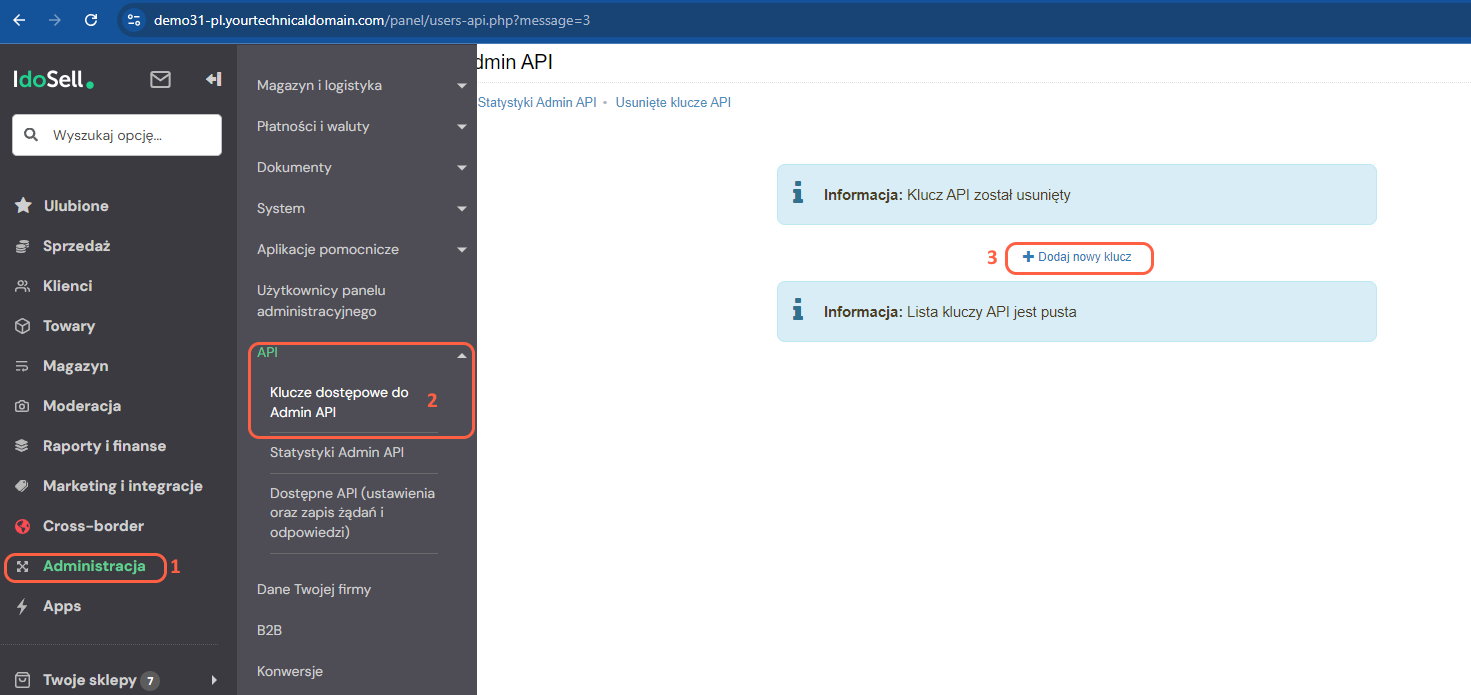 demo31-pl.yourtechnicaldomain.com/panel/users-api.php?message=3
IdoSell.
Wyszukaj opcję...
Ulubione
Sprzedaż
Klienci
Towary
Magazyn
Moderacja
Raporty i finanse
Marketing i integracje
Cross-border
Administracja 1
Apps
Twoje sklepy 7
Magazyn i logistyka
Płatności i waluty
Dokumenty
System
Aplikacje pomocnicze
Użytkownicy panelu
administracyjnego
API
Klucze dostępowe do
Admin API
2
Statystyki Admin API
Dostępne API (ustawienia
oraz zapis żądań i
odpowiedzi)
Dane Twojej firmy
B2B
Konwersje
dmin API
Statystyki Admin API • Usunięte klucze API
Informacja: Klucz API został usunięty
3 + Dodaj nowy klucz
Informacja: Lista kluczy API jest pusta